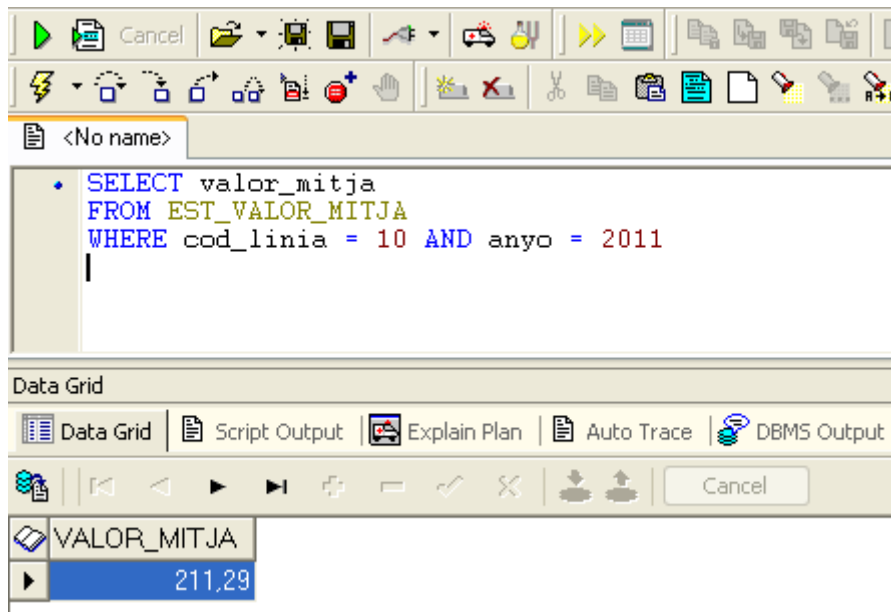 Cancel
<No name>
SELECT valor_mitja
FROM EST_VALOR_MITJA
WHERE cod_linia = 10 AND anyo = 2011
Data Grid
Data Grid Script Output Explain Plan Auto Trace DBMS Output
Cancel
VALOR_MITJA
211,29